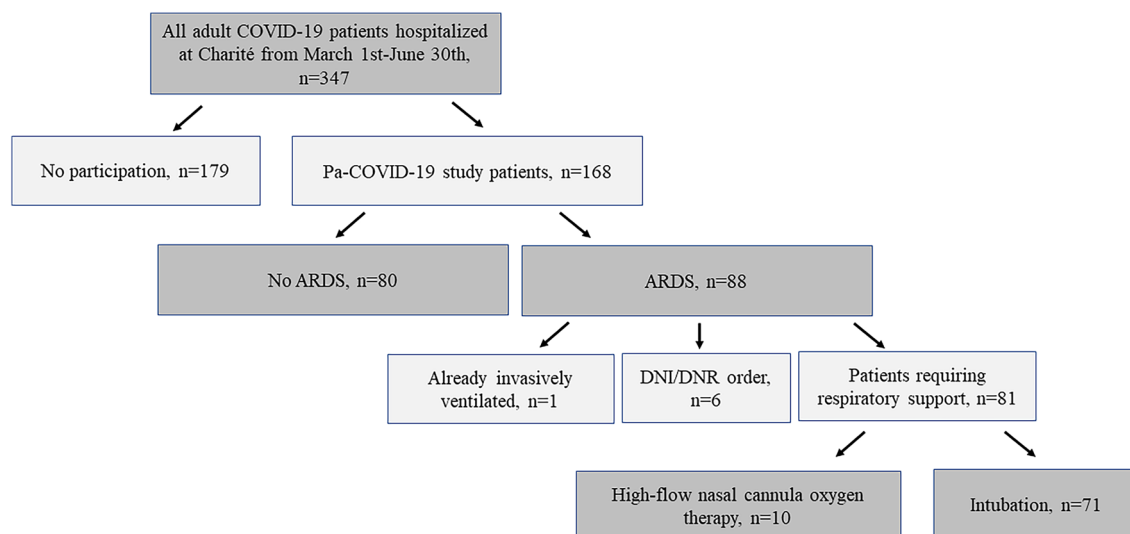 All adult COVID-19 patients hospitalized
at Charité from March 1st-June 30th,
n=347
No participation, n=179
Pa-COVID-19 study patients, n=168
No ARDS, n=80
ARDS, n=88
Already invasively
ventilated, n=1
DNI/DNR order,
n=6
Patients requiring
respiratory support, n=81
High-flow nasal cannula oxygen
therapy, n=10
Intubation, n=71